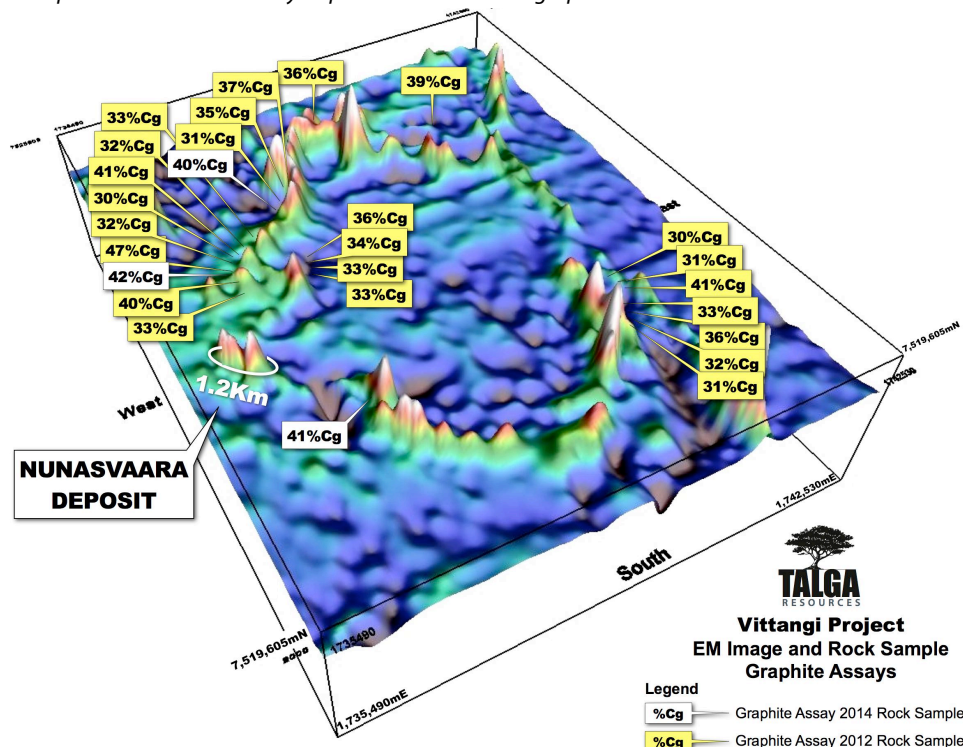 36%Cg
37%Cg
39%Cg
35%Cg
33%Cg
31%Cg
32%Cg
40%Cg
41%Cg
30%Cg
32%Cg
47%Cg
42%Cg
40%Cg
33%Cg
36%Cg
34%Cg
33%Cg
33%Cg
30%Cg
31%Cg
41%Cg
33%Cg
36%Cg
32%Cg
31%Cg
1735490
7,519,605mN
West
1.2Km
41%Cg
NUNASVAARA
DEPOSIT
1,742,530mE
South
7,519,605mN
1735490
1,735,490mE
TALGA
RESOURCES
Vittangi Project
EM Image and Rock Sample
Graphite Assays
Legend
%Cg Graphite Assay 2014 Rock Sample
%Cg Graphite Assay 2012 Rock Sample